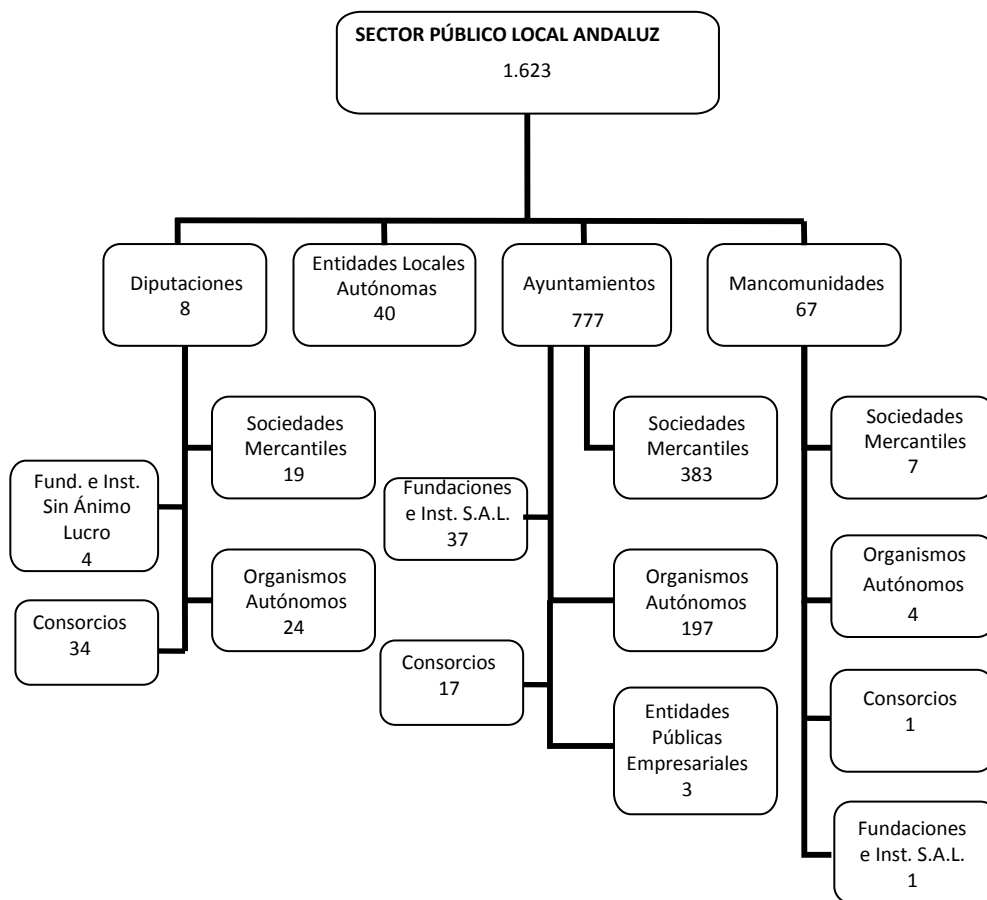 SECTOR PÚBLICO LOCAL ANDALUZ
1.623
Diputaciones
8
Entidades Locales
Autónomas
40
Ayuntamientos
777
Mancomunidades
67
Sociedades
Mercantiles
19
Fund. e Inst.
Sin Ánimo
Lucro
4
Organismos
Autónomos
24
Consorcios
34
Sociedades
Mercantiles
383
Fundaciones
e Inst. S.A.L.
37
Organismos
Autónomos
197
Consorcios
17
Entidades
Públicas
Empresariales
3
Sociedades
Mercantiles
7
Organismos
Autónomos
4
Consorcios
1
Fundaciones
e Inst. S.A.L.
1